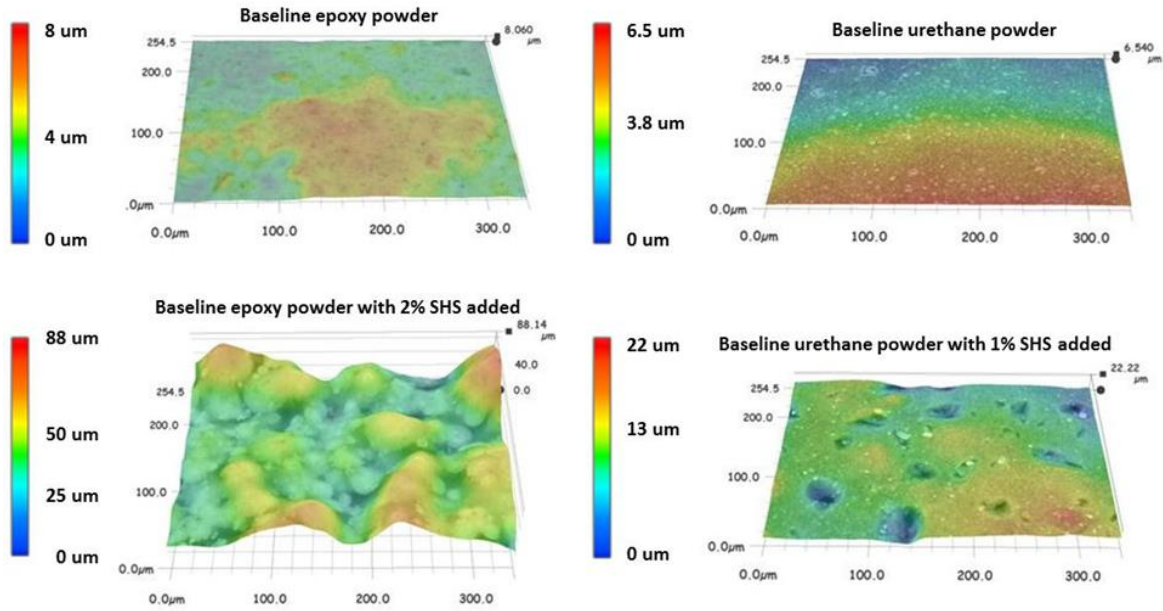 Baseline epoxy powder
8 um
4 um
0 um
8.060
µm
254.5
200.0
100.0
.0µm
0.0µm
100.0
200.0
300.0
Baseline urethane powder
6.5 um
3.8 um
0 um
6.540
µm
254.5
200.0
100.0
0.0µm
0.0µm
100.0
200.0
300.0
Baseline epoxy powder with 2% SHS added
88 um
50 um
25 um
0 um
88.14
µm
40.0
0.0
254.5
200.0
100.0
0.0µm
0.0µm
100.0
200.0
300.0
Baseline urethane powder with 1% SHS added
22 um
13 um
0 um
22.22
µm
254.5
200.0
100.0
0.0µm
0.0µm
100.0
200.0
300.0